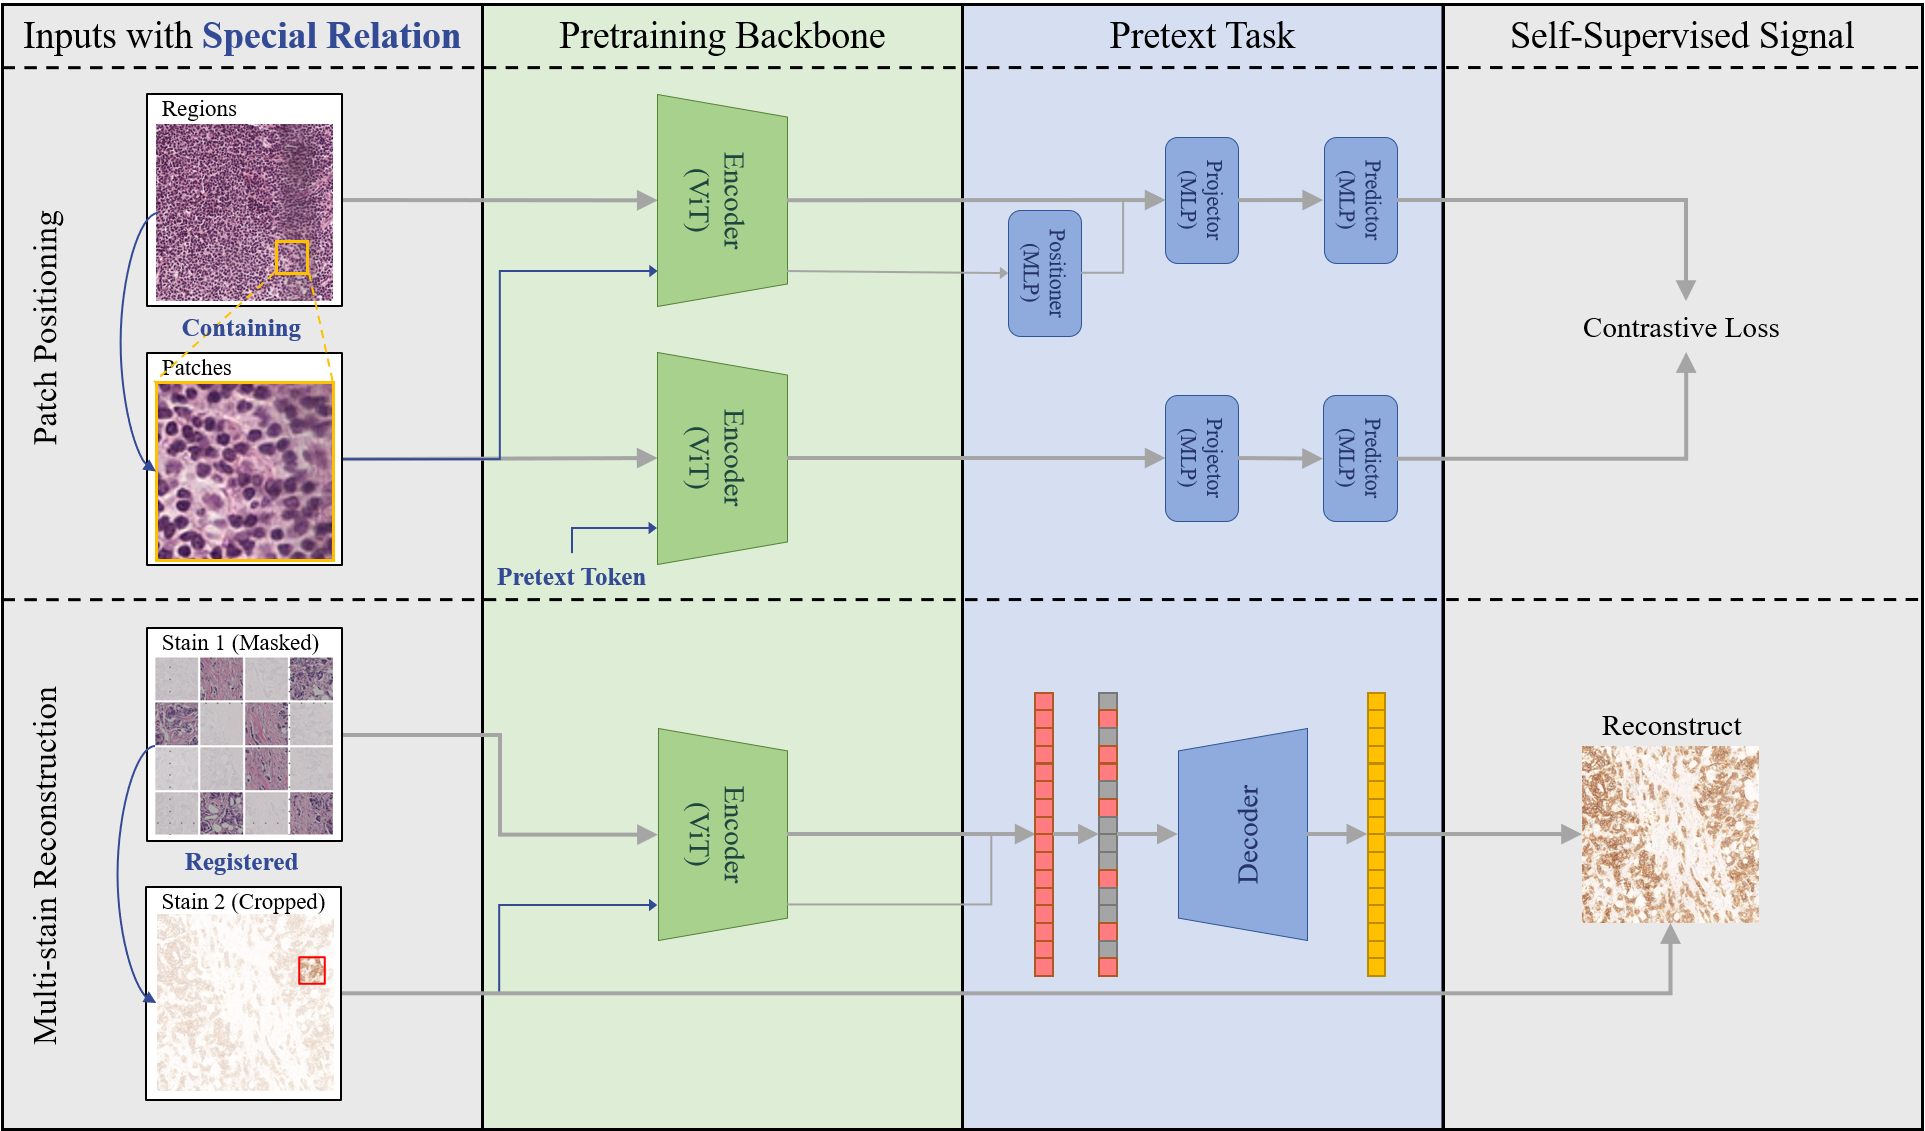 Inputs with Special Relation
Pretraining Backbone
Pretext Task
Self-Supervised Signal
Patch Positioning
Regions
Containing
Patches
Encoder
(ViT)
Encoder
(ViT)
Pretext Token
Positioner
(MLP)
Projector
(MLP)
Predictor
(MLP)
Projector
(MLP)
Predictor
(MLP)
Contrastive Loss
Multi-stain Reconstruction
Stain 1 (Masked)
Registered
Stain 2 (Cropped)
Encoder
(ViT)
Decoder
Reconstruct